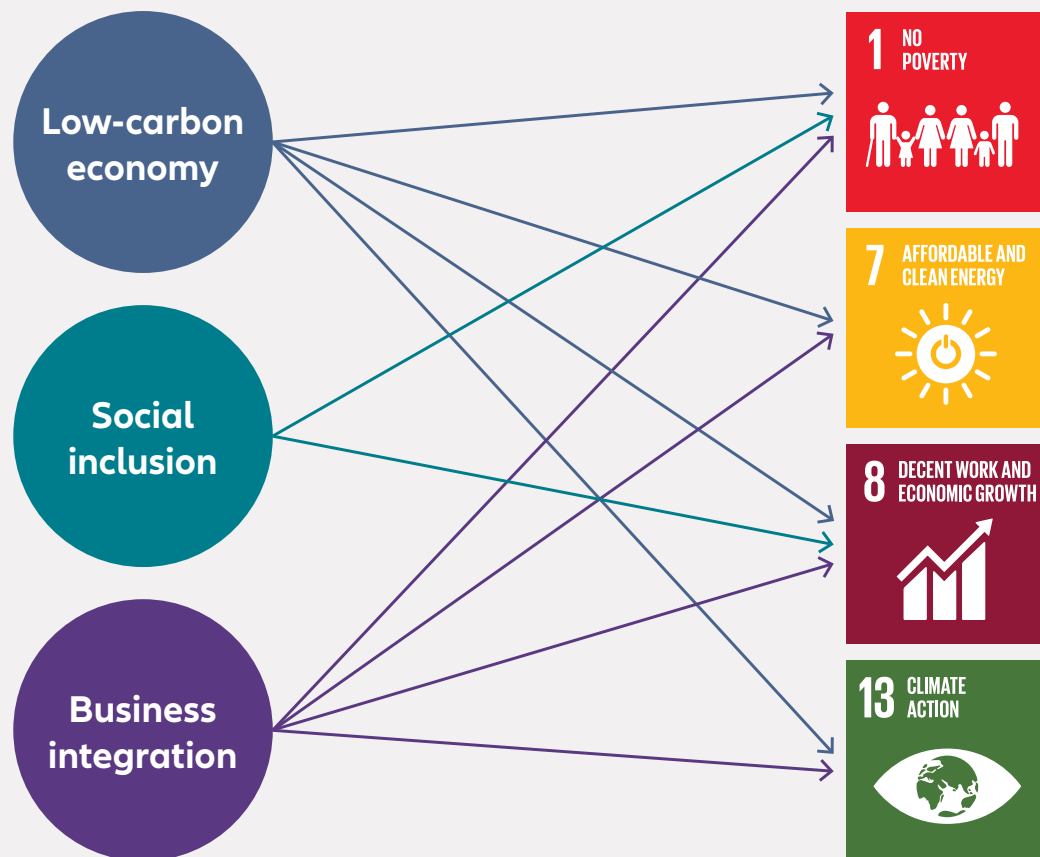 Low-carbon
economy
Social
inclusion
Business
integration
1 NO
POVERTY
7 AFFORDABLE AND
CLEAN ENERGY
8 DECENT WORK AND
ECONOMIC GROWTH
13 CLIMATE
ACTION